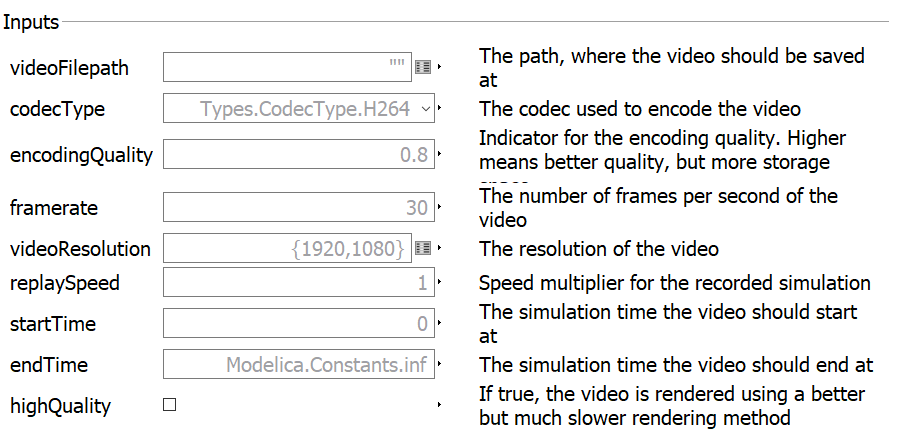 Inputs
videoFilepath "" The path, where the video should be saved
at
codecType Types.CodecType.H264 The codec used to encode the video
Indicator for the encoding quality. Higher
encodingQuality 0.8 means better quality, but more storage
The number of frames per second of the
framerate 30 video
videoResolution {1920,1080} The resolution of the video
replaySpeed 1 Speed multiplier for the recorded simulation
The simulation time the video should start
startTime 0 at
endTime Modelica.Constants.inf The simulation time the video should end at
If true, the video is rendered using a better
highQuality but much slower rendering method